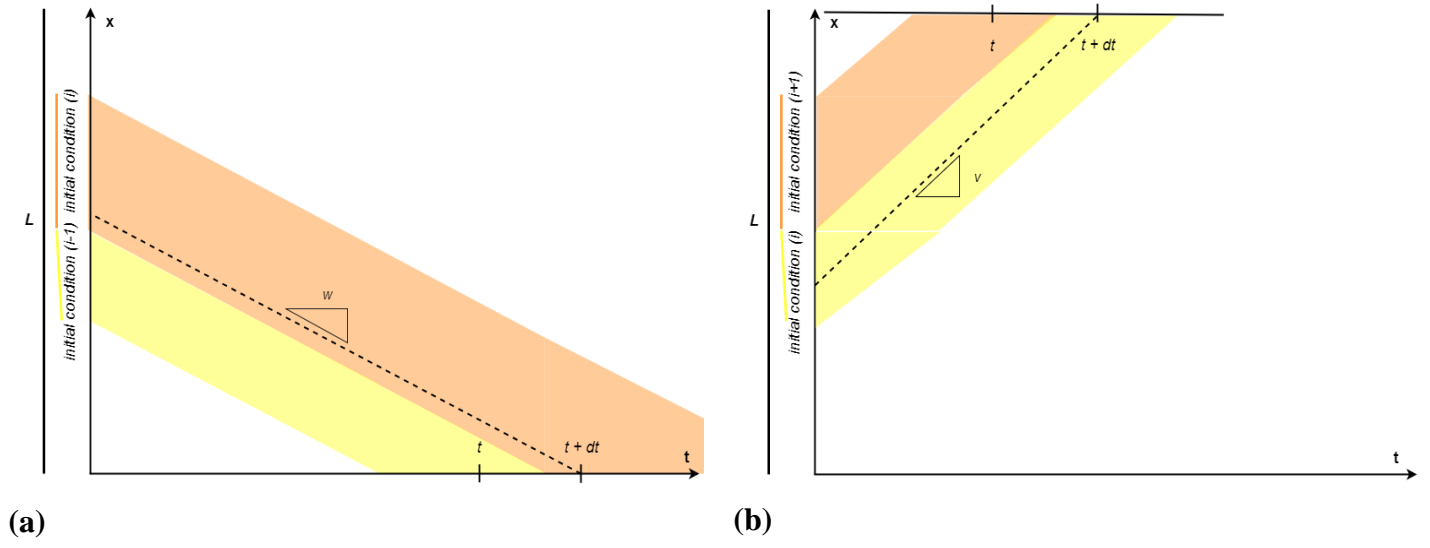 x
L
initial condition (i)
initial condition (i-1)
w
t
t + dt
t
(a)
x
t
t + dt
L
initial condition (i+1)
initial condition (i)
v
t
(b)